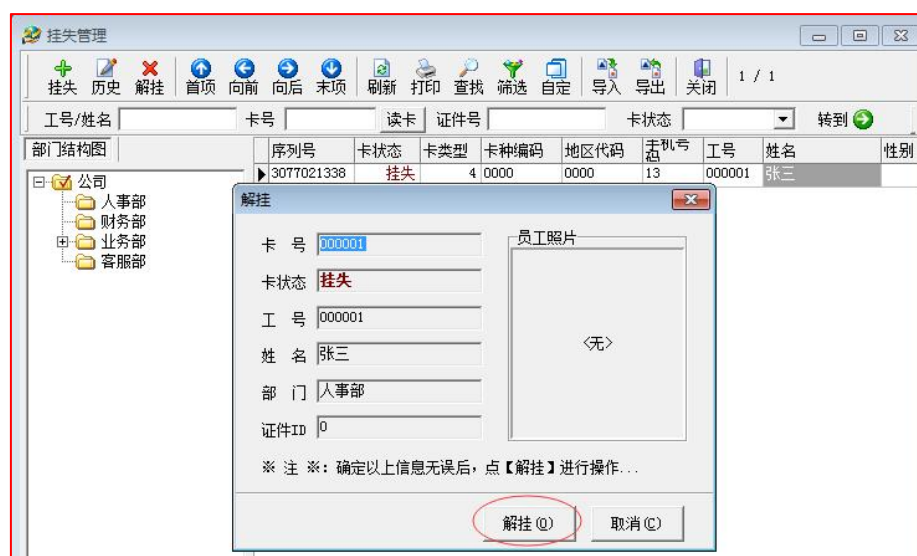 挂失管理
挂失 历史 解挂 首项 向前 向后 末项 刷新 打印 查找 筛选 自定 导入 导出 关闭 1 / 1
工号/姓名 卡号 读卡 证件号 卡状态 转到
部门结构图
序列号 卡状态 卡类型 卡种编码 地区代码 主机号码 工号 姓名 性别
3077021338 挂失 4 0000 0000 13 000001 张三
公司
人事部
财务部
业务部
客服部
解挂
卡 号 000001
卡状态 挂失
工 号 000001
姓 名 张三
部 门 人事部
证件ID 0
员工照片
<无>
※ 注 ※：确定以上信息无误后，点【解挂】进行操作...
解挂(O) 取消(C)